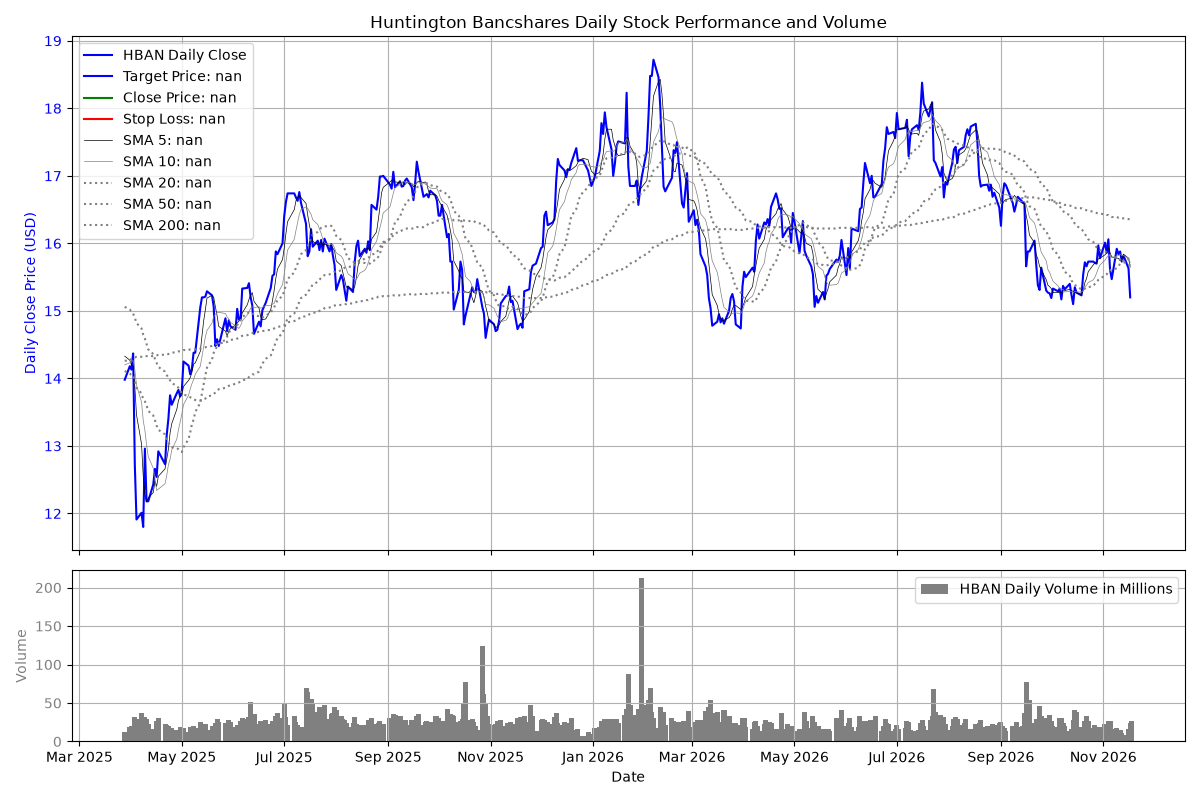 Huntington Bancshares Daily Stock Performance and Volume
19
18
17
16
15
14
13
12
Daily Close Price (USD)
HBAN Daily Close
Target Price: nan
Close Price: nan
Stop Loss: nan
SMA 5: nan
SMA 10: nan
SMA 20: nan
SMA 50: nan
SMA 200: nan
200
150
100
50
0
Volume
HBAN Daily Volume in Millions
Mar 2025
May 2025
Jul 2025
Sep 2025
Nov 2025
Jan 2026
Mar 2026
May 2026
Jul 2026
Sep 2026
Nov 2026
Date